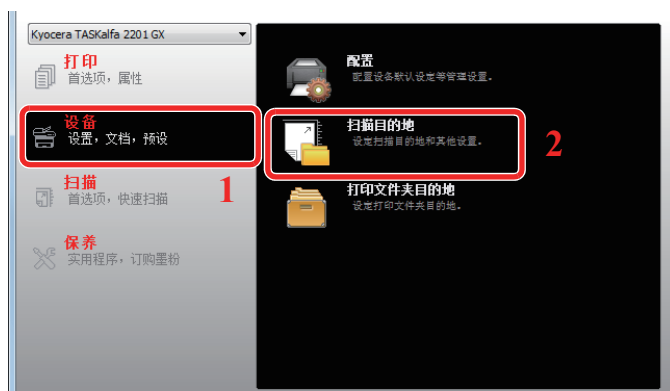 Kyocera TASKalfa 2201 GX
打印
首选项，属性
设备
设置，文档，预设
1
扫描
首选项，快速扫描
保养
实用程序，订购墨粉
配置
配置设备默认设定等管理设置。
扫描目的地
设定扫描目的地和其他设置。
2
打印文件夹目的地
设定打印文件夹目的地。